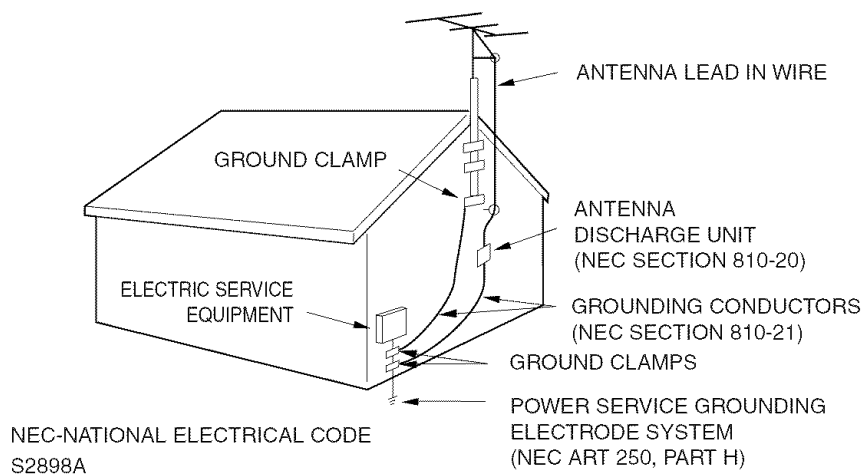 ANTENNA LEAD IN WIRE
GROUND CLAMP
ANTENNA
DISCHARGE UNIT
(NEC SECTION 810-20)
ELECTRIC SERVICE
EQUIPMENT
GROUNDING CONDUCTORS
(NEC SECTION 810-21)
GROUND CLAMPS
POWER SERVICE GROUNDING
ELECTRODE SYSTEM
(NEC ART 250, PART H)
NEC-NATIONAL ELECTRICAL CODE
S2898A